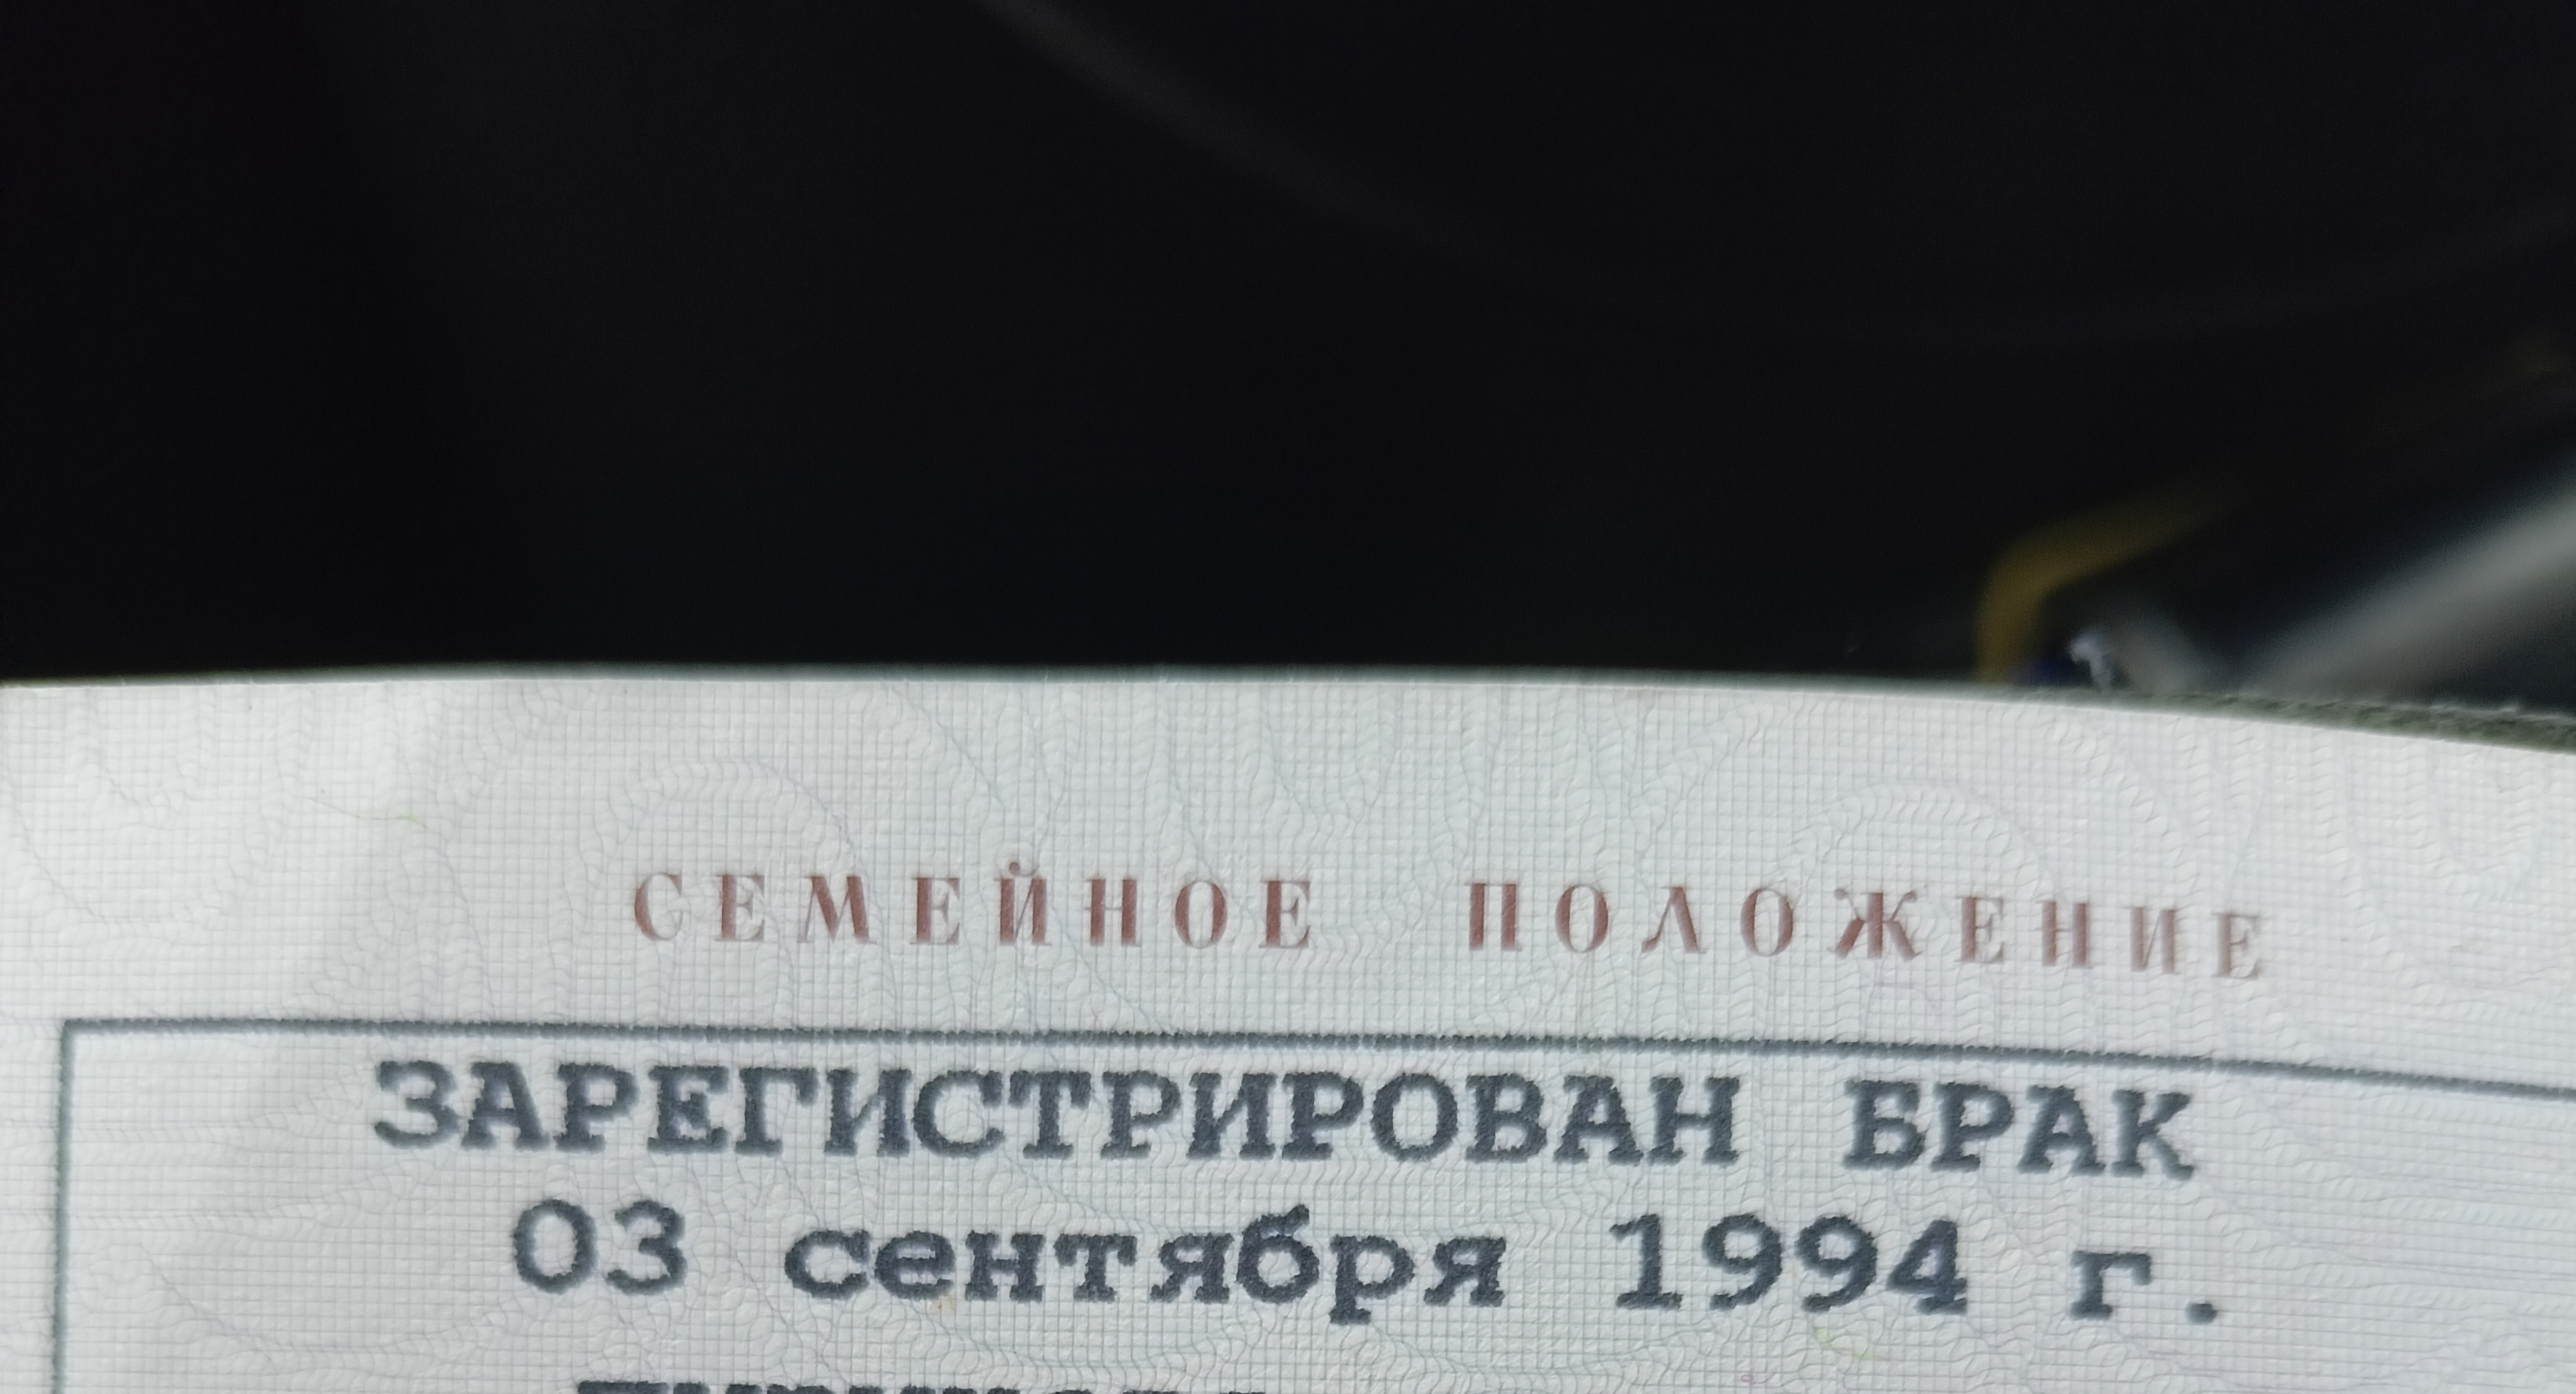 СЕМЕЙНОЕ ПОЛОЖЕНИЕ
ЗАРЕГИСТРИРОВАН БРАК
03 сентября 1994 г.